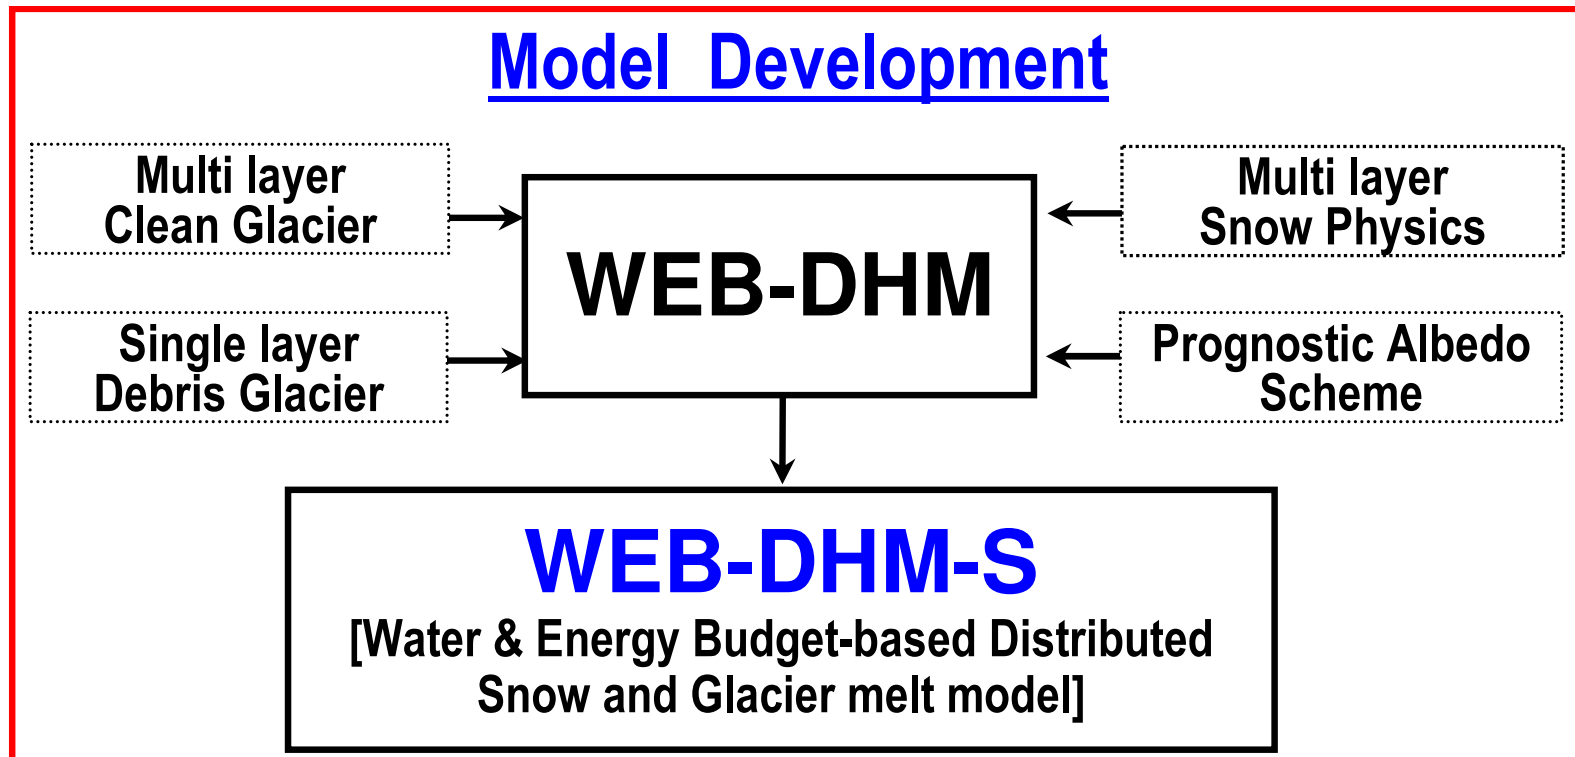 Model Development
Multi layer
Clean Glacier
Multi layer
Snow Physics
WEB-DHM
Single layer
Debris Glacier
Prognostic Albedo
Scheme
WEB-DHM-S
[Water & Energy Budget-based Distributed
Snow and Glacier melt model]